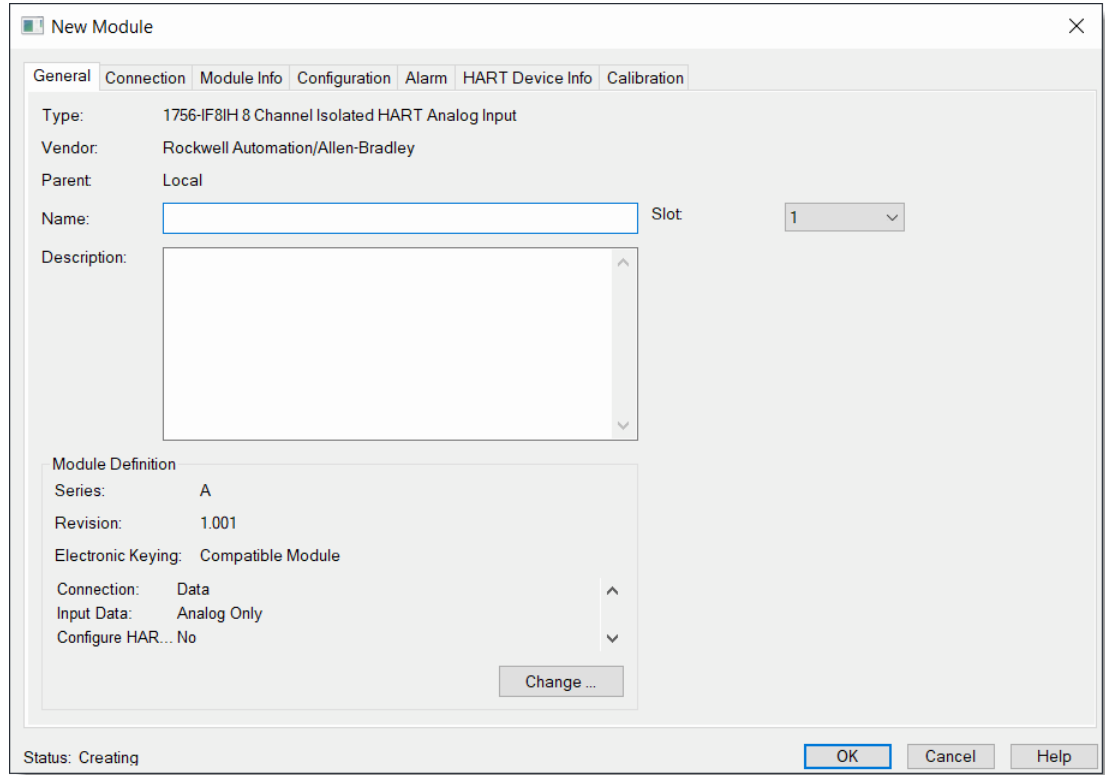 New Module
General Connection Module Info Configuration Alarm HART Device Info Calibration
Type: 1756-IF8IH 8 Channel Isolated HART Analog Input
Vendor: Rockwell Automation/Allen-Bradley
Parent: Local
Name: Slot: 1
Description:
Module Definition
Series: A
Revision: 1.001
Electronic Keying: Compatible Module
Connection: Data
Input Data: Analog Only
Configure HAR... No
Change ...
Status: Creating OK Cancel Help